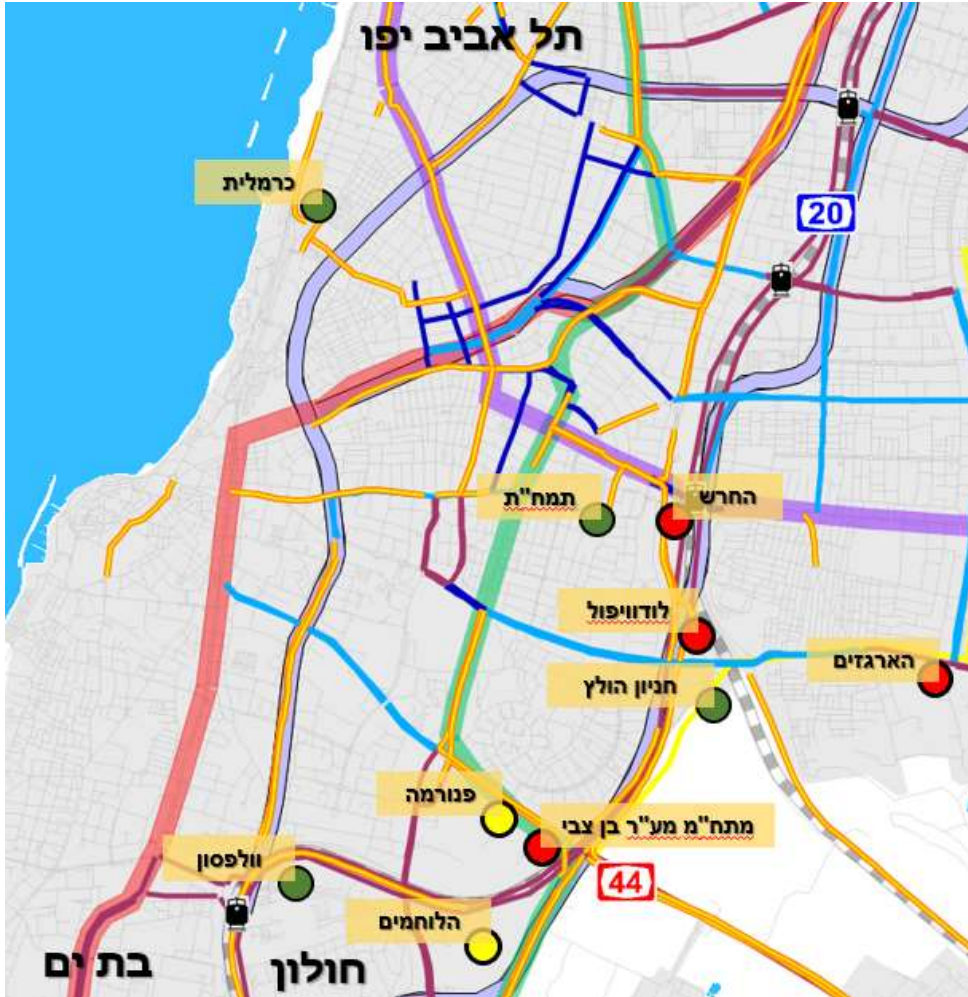 תל אביב יפו
כרמלית
20
תמח"ת
החרש
לודוויפול
הארגזים
חניון הולץ
פנורמה
מתח"מ מע"ר בן צבי
וולפסון
44
הלוחמים
בת ים
חולון